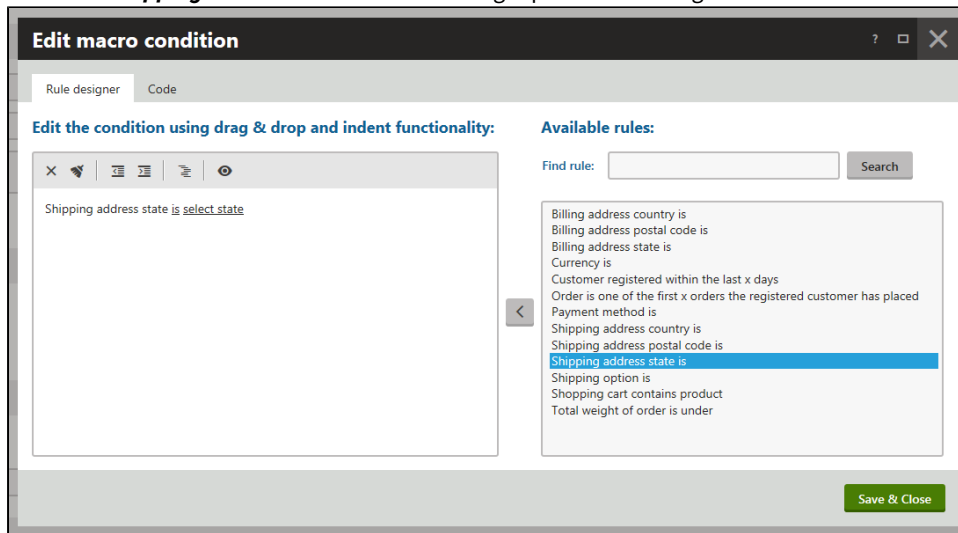 Edit macro condition
?
Rule designer Code
Edit the condition using drag & drop and indent functionality:
Shipping address state is select state
Available rules:
Find rule: Search
Billing address country is
Billing address postal code is
Billing address state is
Currency is
Customer registered within the last x days
Order is one of the first x orders the registered customer has placed
Payment method is
Shipping address country is
Shipping address postal code is
Shipping address state is
Shipping option is
Shopping cart contains product
Total weight of order is under
Save & Close